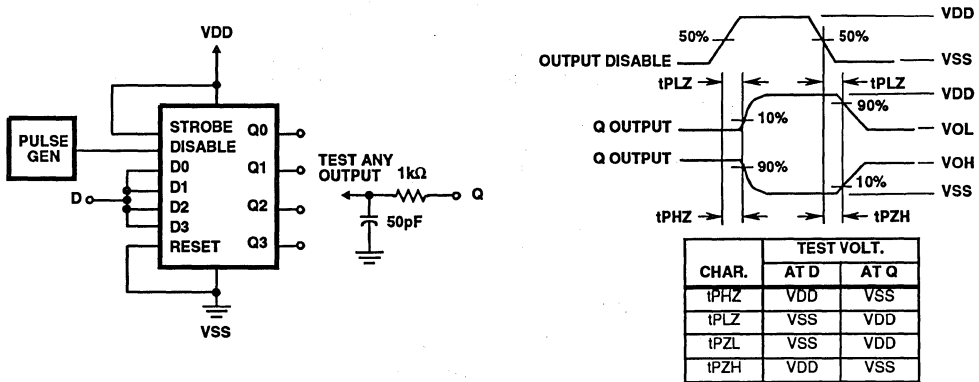 VDD
PULSE
GEN
STROBE
DISABLE
D0
D1
D2
D3
RESET
Q0
Q1
Q2
Q3
D
VSS
TEST ANY
OUTPUT
1kΩ
Q
50pF
OUTPUT DISABLE
50%
50%
VDD
VSS
tPLZ
tPLZ
VDD
10%
90%
Q OUTPUT
VOL
Q OUTPUT
VOH
90%
10%
VSS
tPHZ
tPZH
CHAR.
TEST VOLT.
AT D
AT Q
tPHZ VDD VSS
tPLZ VSS VDD
tPZL VSS VDD
tPZH VDD VSS